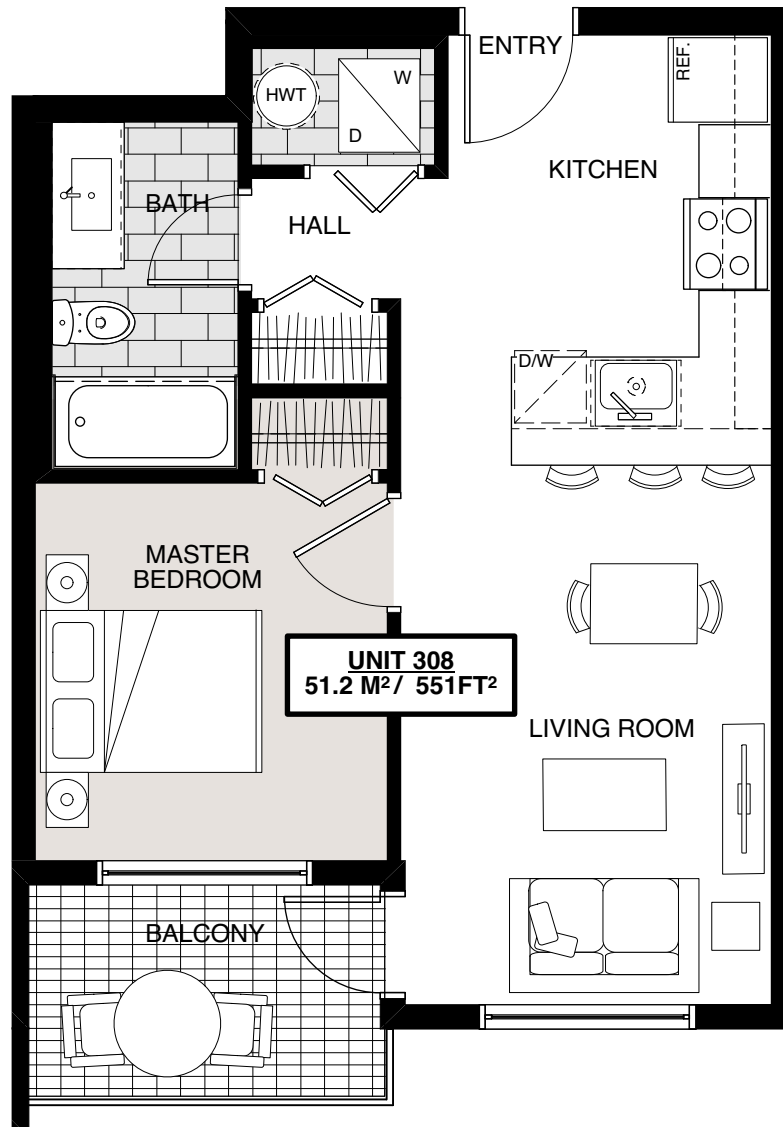 ENTRY
REF.
W
HWT
D
KITCHEN
BATH
HALL
D/W
MASTER
BEDROOM
UNIT 308
51.2 M²/ 551FT²
LIVING ROOM
BALCONY